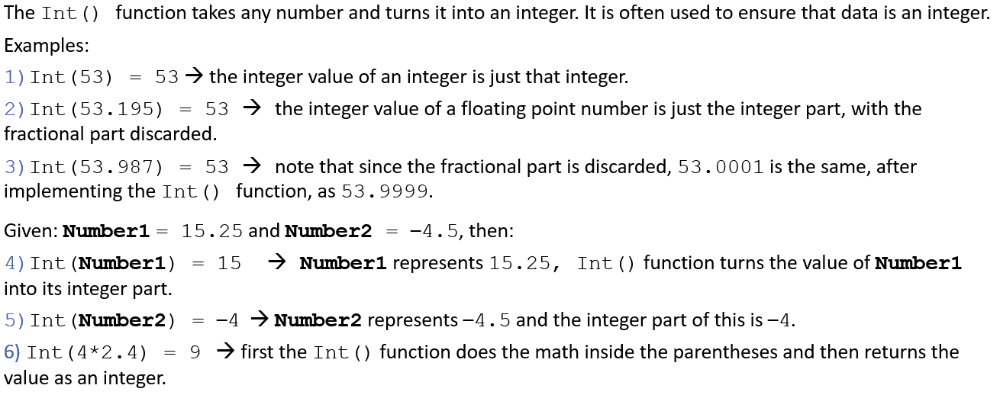 The Int() function takes any number and turns it into an integer. It is often used to ensure that data is an integer.
Examples:
1) Int(53) = 53 → the integer value of an integer is just that integer.
2) Int(53.195) = 53 → the integer value of a floating point number is just the integer part, with the
fractional part discarded.
3) Int(53.987) = 53 → note that since the fractional part is discarded, 53.0001 is the same, after
implementing the Int() function, as 53.9999.
Given: Number1 = 15.25 and Number2 = −4.5, then:
4) Int(Number1) = 15 → Number1 represents 15.25, Int() function turns the value of Number1
into its integer part.
5) Int(Number2) = −4 → Number2 represents −4.5 and the integer part of this is −4.
6) Int(4*2.4) = 9 → first the Int() function does the math inside the parentheses and then returns the
value as an integer.